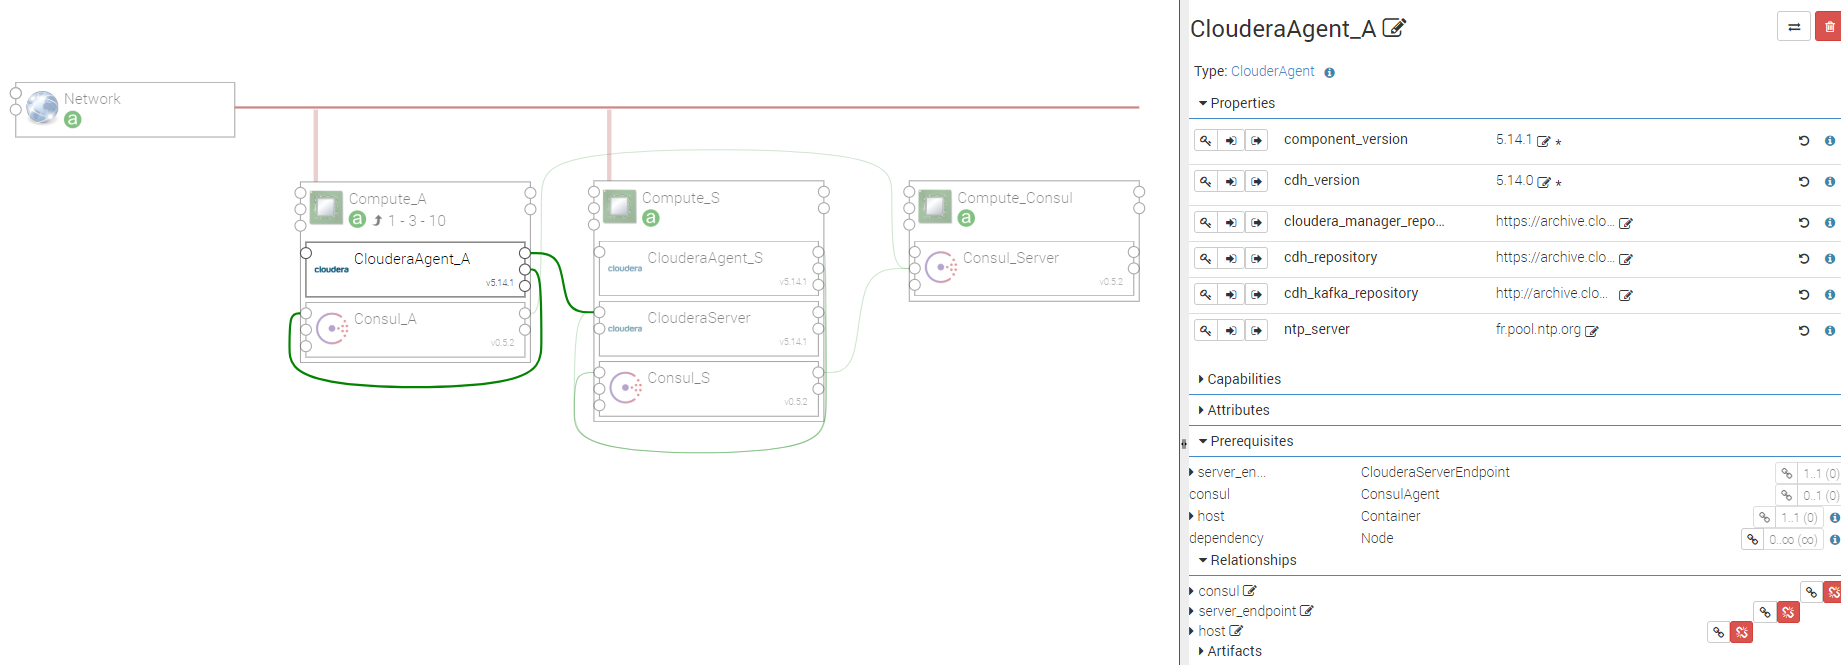 Network
a
Compute_A
a 1 - 3 - 10
cloudera
ClouderaAgent_A
v5.14.1
Consul_A
v0.5.2
Compute_S
a
cloudera
ClouderaAgent_S
v5.14.1
cloudera
ClouderaServer
v5.14.1
Consul_S
v0.5.2
Compute_Consul
a
Consul_Server
v0.5.2
ClouderaAgent_A
Type: ClouderAgent
Properties
component_version 5.14.1 *
cdh_version 5.14.0 *
cloudera_manager_repo... https://archive.clo...
cdh_repository https://archive.clo...
cdh_kafka_repository http://archive.clo...
ntp_server fr.pool.ntp.org
Capabilities
Attributes
Prerequisites
server_en... ClouderaServerEndpoint 1..1 (0)
consul ConsulAgent 0..1 (0)
host Container 1..1 (0)
dependency Node 0..∞ (∞)
Relationships
consul
server_endpoint
host
Artifacts